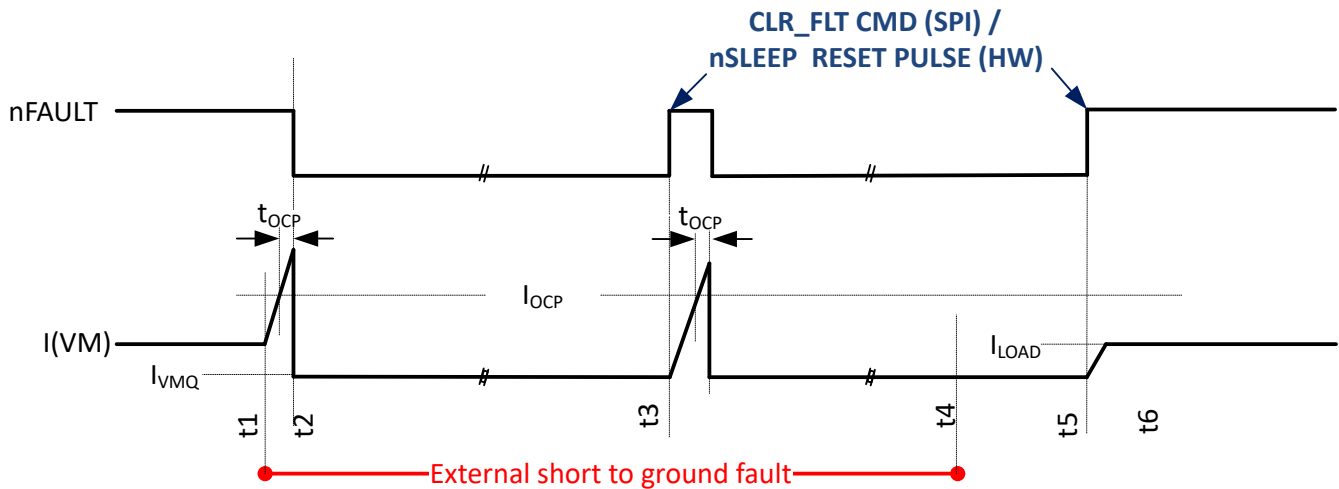 CLR_FLT CMD (SPI) /
nSLEEP RESET PULSE (HW)
nFAULT
tOCP
tOCP
IOCP
I(VM)
ILOAD
IVMQ
t1
t2
t3
t4
t5
t6
External short to ground fault